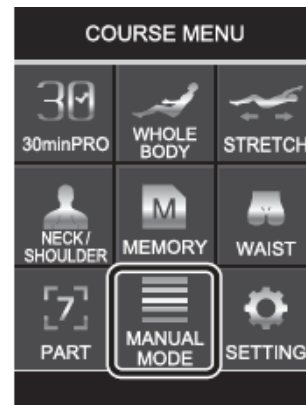 COURSE MENU
30
30minPRO
WHOLE
BODY
STRETCH
NECK/
SHOULDER
M
MEMORY
WAIST
7
PART
MANUAL
MODE
SETTING